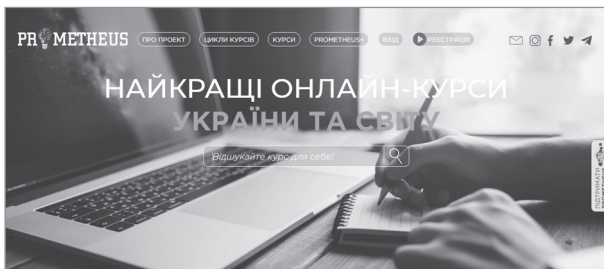 PROMETHEUS ПРО ПРОЕКТ ЦИКЛИ КУРСІВ КУРСИ PROMETHEUS+ ВХІД РЕЄСТРАЦІЯ
НАЙКРАЩІ ОНЛАЙН-КУРСИ
УКРАЇНИ ТА СВІТУ
Відшукайте курс для себе!
ПІДТРИМАТИ
PROMETHEUS